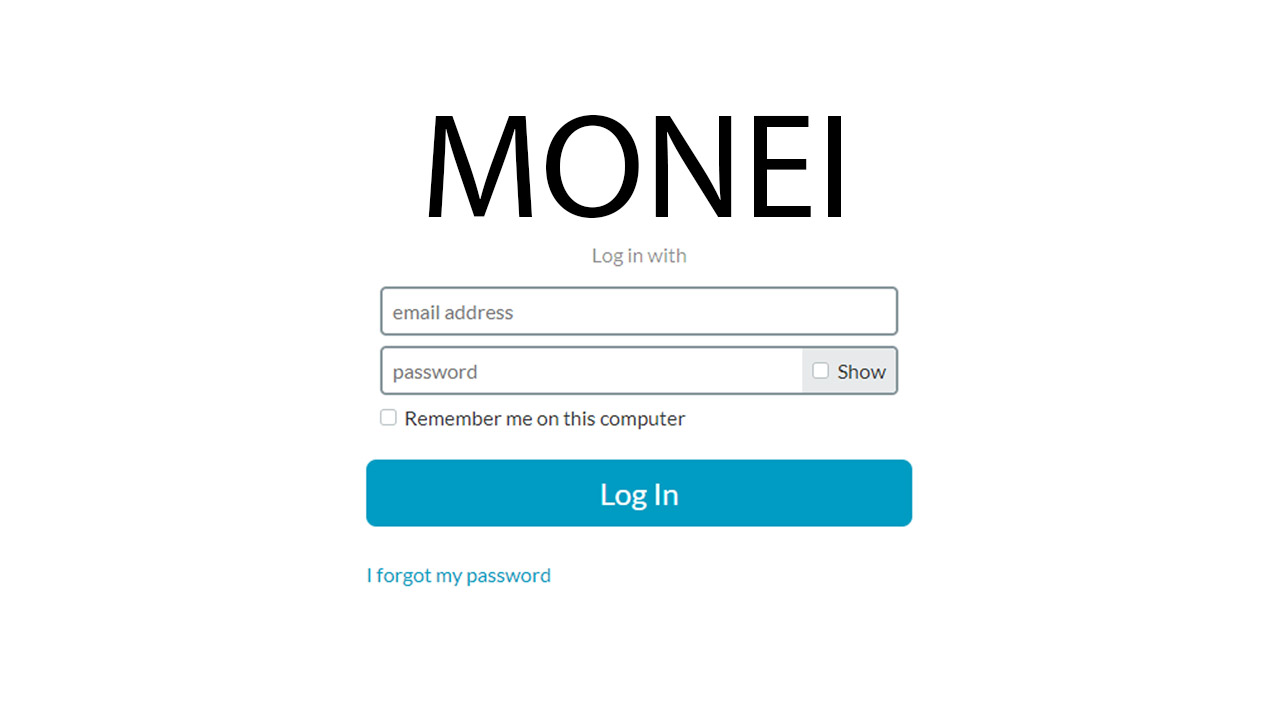 MONEI
Log in with
email address
password
Show
Remember me on this computer
Log In
I forgot my password